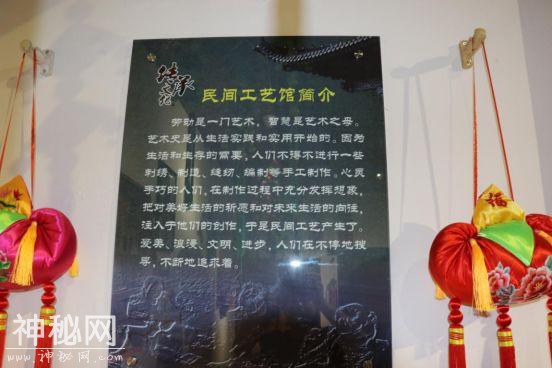 传承文化
民间工艺馆简介
劳动是一门艺术，智慧是艺术之母。
艺术史是从生活实践和实用开始的。因为
生活和生存的需要，人们不得不进行一些
刺绣、制造、缝纫、编制等手工制作。心灵
手巧的人们，在制作过程中充分发挥想象，
把对美好生活的祈愿和对未来生活的向往，
注入于他们的创作，于是民间工艺产生了。
爱美、浪漫、文明、进步，人们在不停地搜
寻，不断地追求着。
福
神秘网
www.神秘网.com